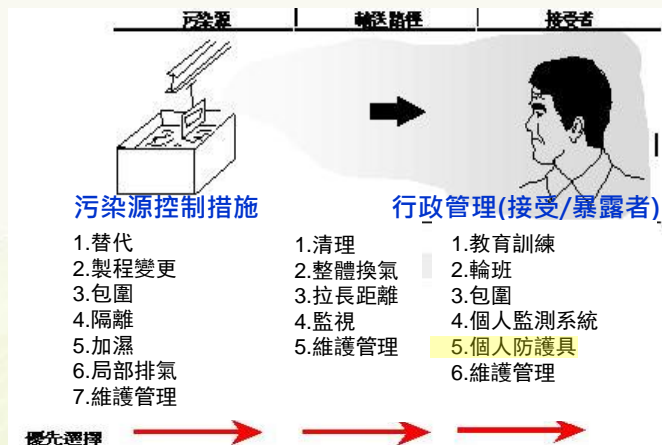 污染源 輸送路徑 接受者
污染源控制措施
1.替代
2.製程變更
3.包圍
4.隔離
5.加濕
6.局部排氣
7.維護管理
1.清理
2.整體換氣
3.拉長距離
4.監視
5.維護管理
行政管理(接受/暴露者)
1.教育訓練
2.輪班
3.包圍
4.個人監測系統
5.個人防護具
6.維護管理
優先選擇